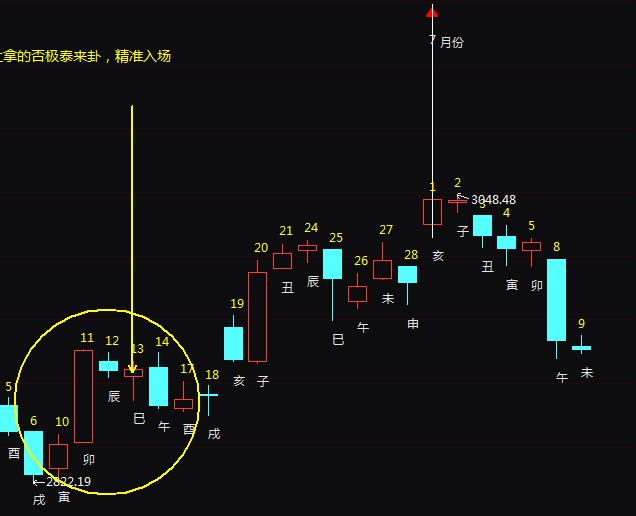 7 月份
拿的否极泰来卦，精准入场
1
2
3048.48
3
4
5
8
9
亥
子
丑
寅
卯
午
未
19
20
21
24
25
26
27
28
亥
子
丑
辰
巳
午
未
申
5
6
10
11
12
13
14
17
18
酉
戌
寅
卯
辰
巳
午
酉
戌
2822.19